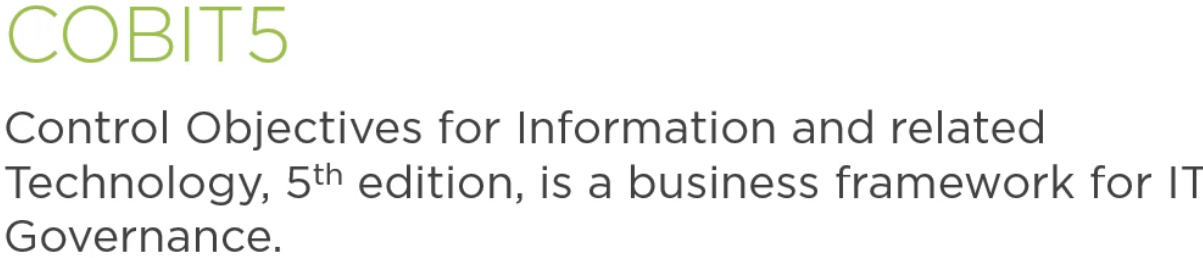 COBIT5
Control Objectives for Information and related
Technology, 5th edition, is a business framework for IT
Governance.